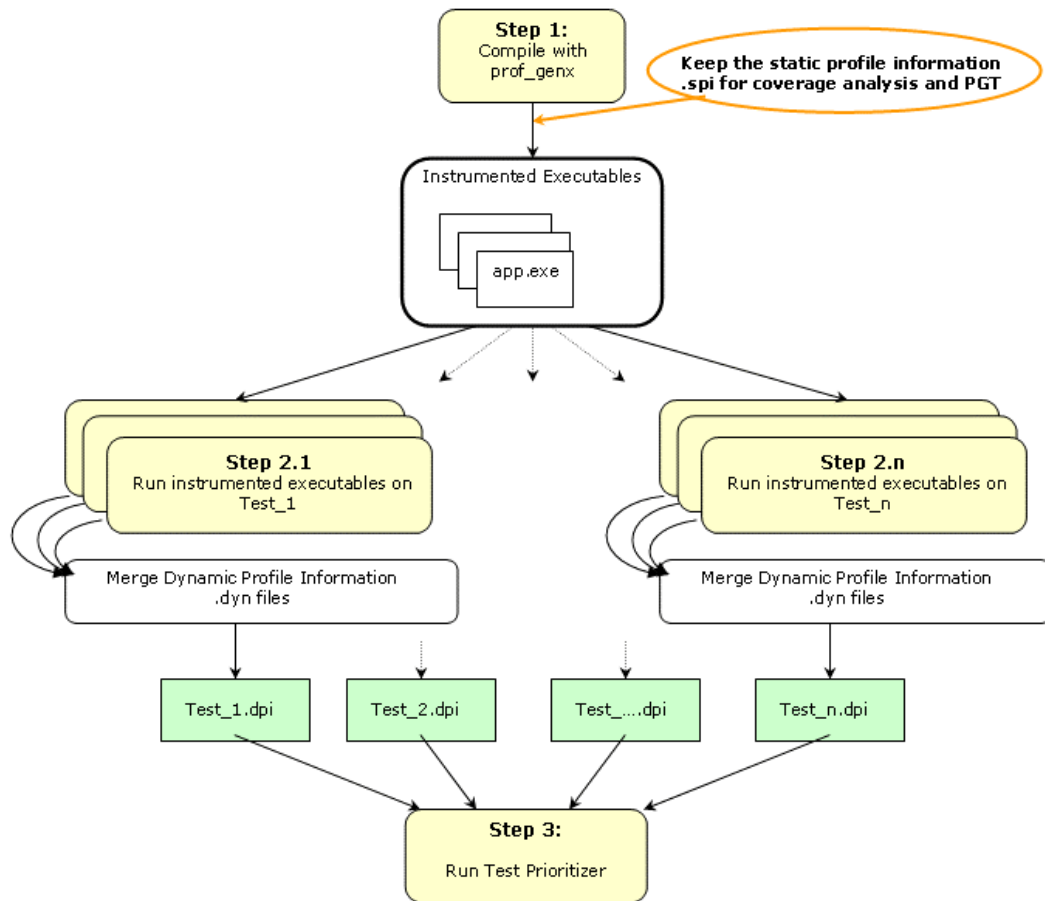 Step 1:
Compile with
prof_genx
Keep the static profile information
.spi for coverage analysis and PGT
Instrumented Executables
app.exe
Step 2.1
Run instrumented executables on
Test_1
Step 2.n
Run instrumented executables on
Test_n
Merge Dynamic Profile Information
.dyn files
Merge Dynamic Profile Information
.dyn files
Test_1.dpi
Test_2.dpi
Test_....dpi
Test_n.dpi
Step 3:
Run Test Prioritizer